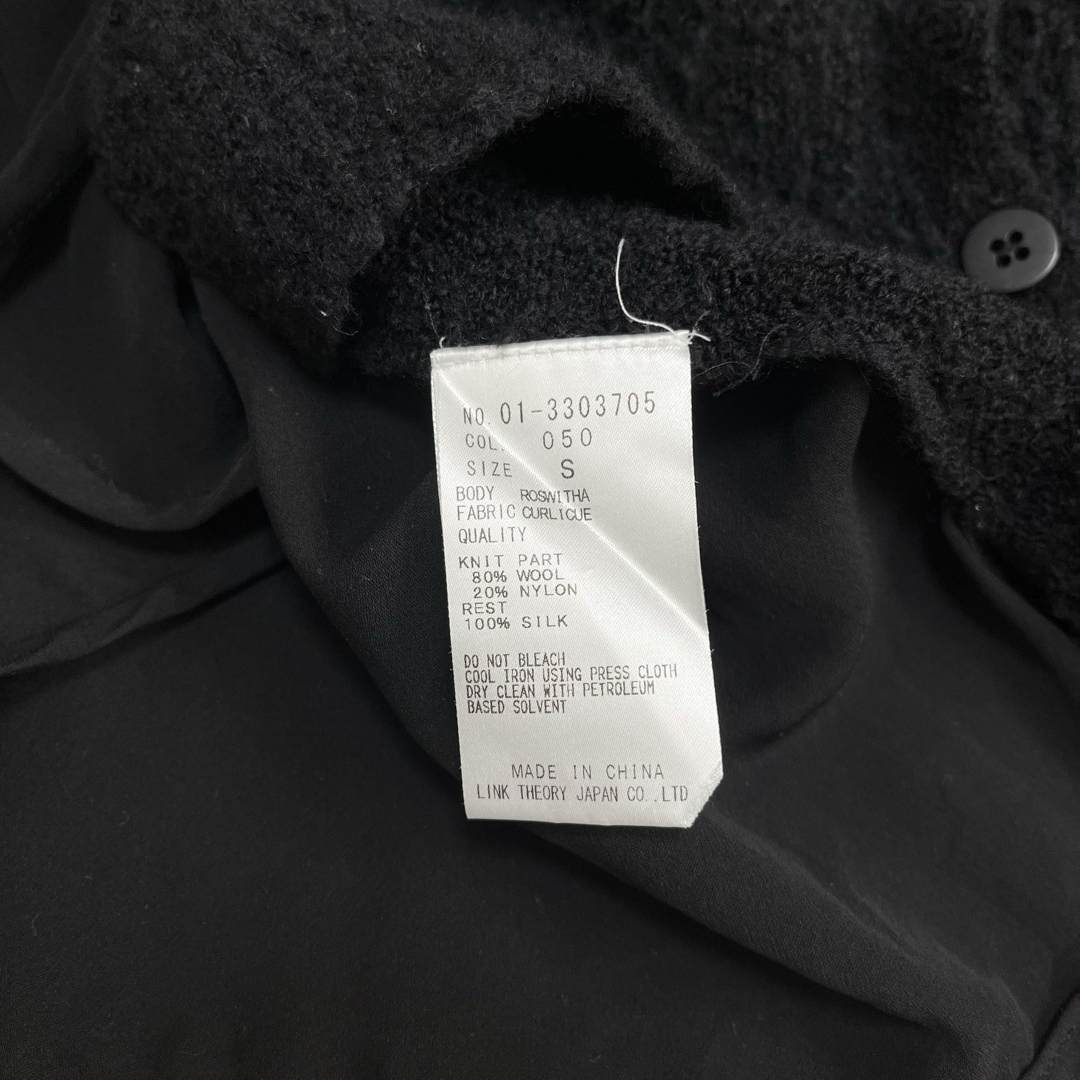 NO. 01-3303705
COL. 050
SIZE S
BODY ROSWITHA
FABRIC CURLICUE
QUALITY
KNIT PART
80% WOOL
20% NYLON
REST
100% SILK
DO NOT BLEACH
COOL IRON USING PRESS CLOTH
DRY CLEAN WITH PETROLEUM
BASED SOLVENT
MADE IN CHINA
LINK THEORY JAPAN CO.,LTD